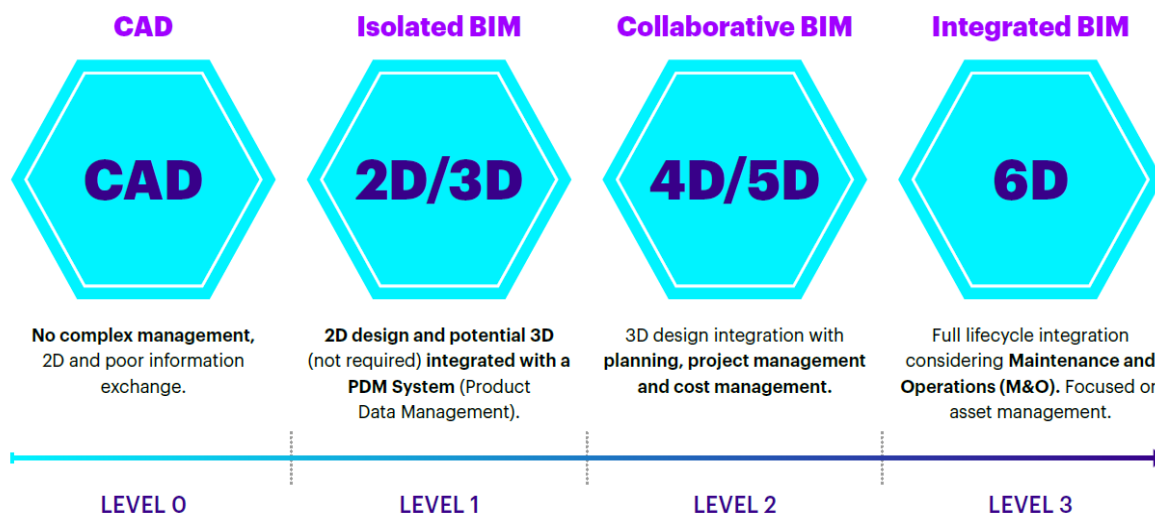 CAD
Isolated BIM
Collaborative BIM
Integrated BIM
CAD
2D/3D
4D/5D
6D
No complex management,
2D and poor information
exchange.
2D design and potential 3D
(not required) integrated with a
PDM System (Product
Data Management).
3D design integration with
planning, project management
and cost management.
Full lifecycle integration
considering Maintenance and
Operations (M&O). Focused on
asset management.
LEVEL 0
LEVEL 1
LEVEL 2
LEVEL 3